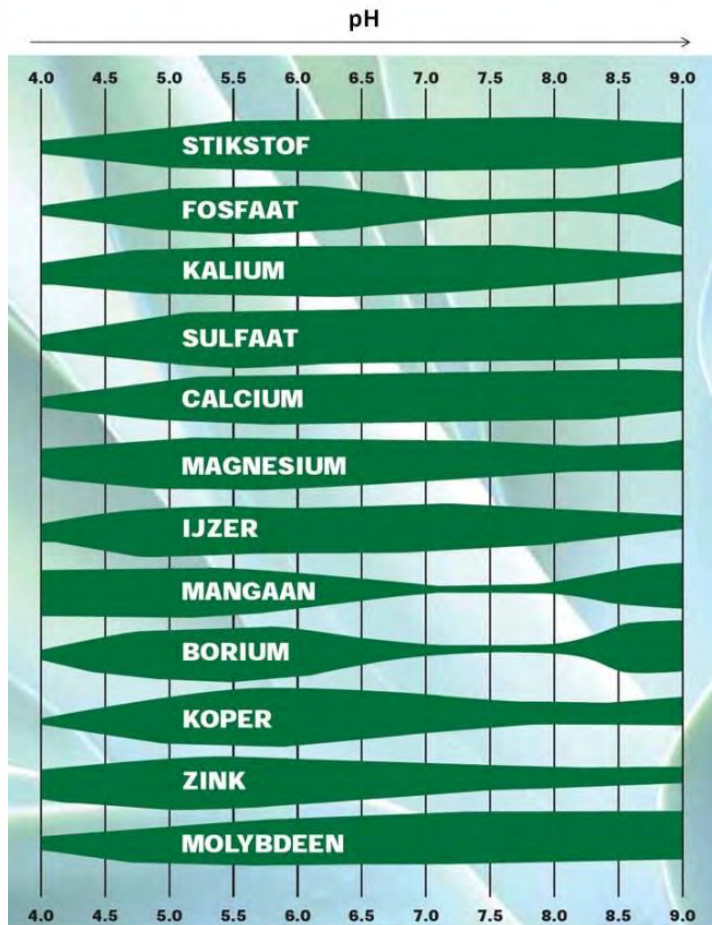 pH
4.0 4.5 5.0 5.5 6.0 6.5 7.0 7.5 8.0 8.5 9.0
STIKSTOF
FOSFAAT
KALIUM
SULFAAT
CALCIUM
MAGNESIUM
IJZER
MANGAAN
BORIUM
KOPER
ZINK
MOLYBDEEN
4.0 4.5 5.0 5.5 6.0 6.5 7.0 7.5 8.0 8.5 9.0